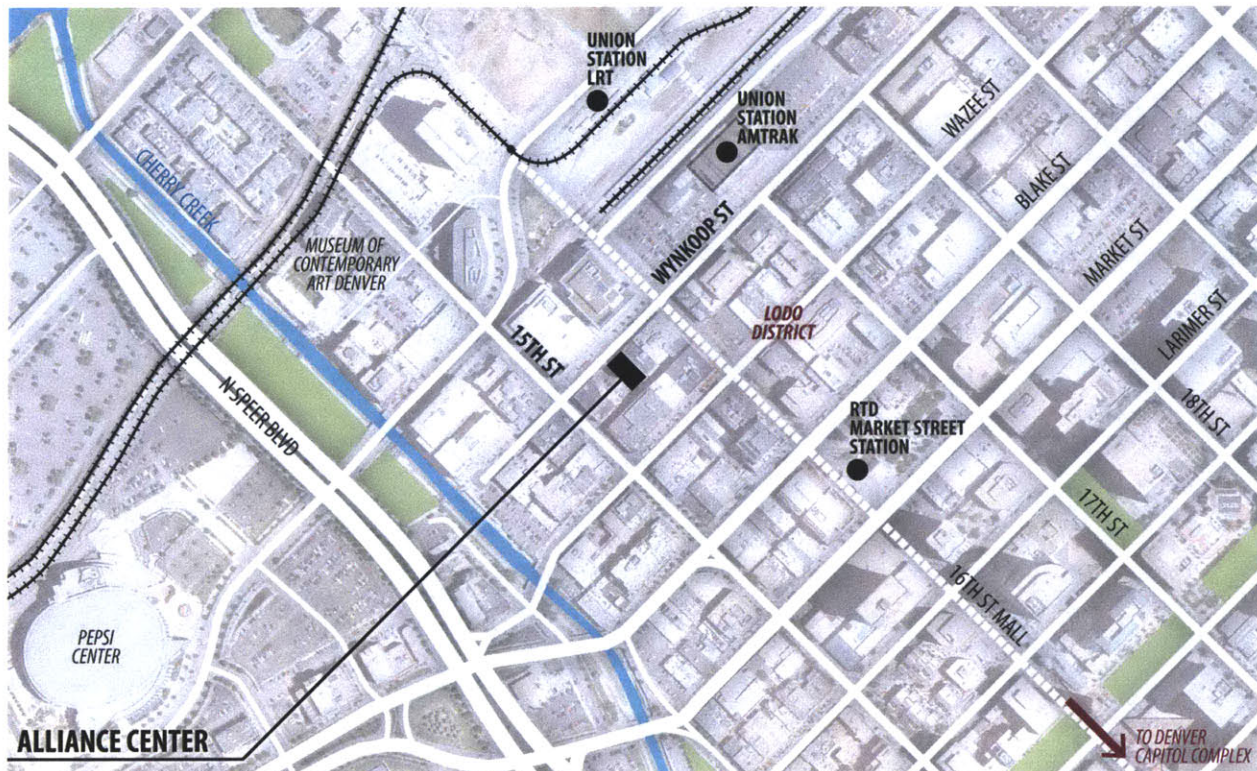 UNION
STATION
LRT
UNION
STATION
AMTRAK
WAZEE ST
BLAKE ST
MARKET ST
LARIMER ST
18TH ST
17TH ST
CHERRY CREEK
MUSEUM OF
CONTEMPORARY
ART DENVER
WYNKOOP ST
15TH ST
LODO
DISTRICT
N SPEER BLVD
RTD
MARKET STREET
STATION
16TH ST MALL
PEPSI
CENTER
ALLIANCE CENTER
TO DENVER
CAPITOL COMPLEX